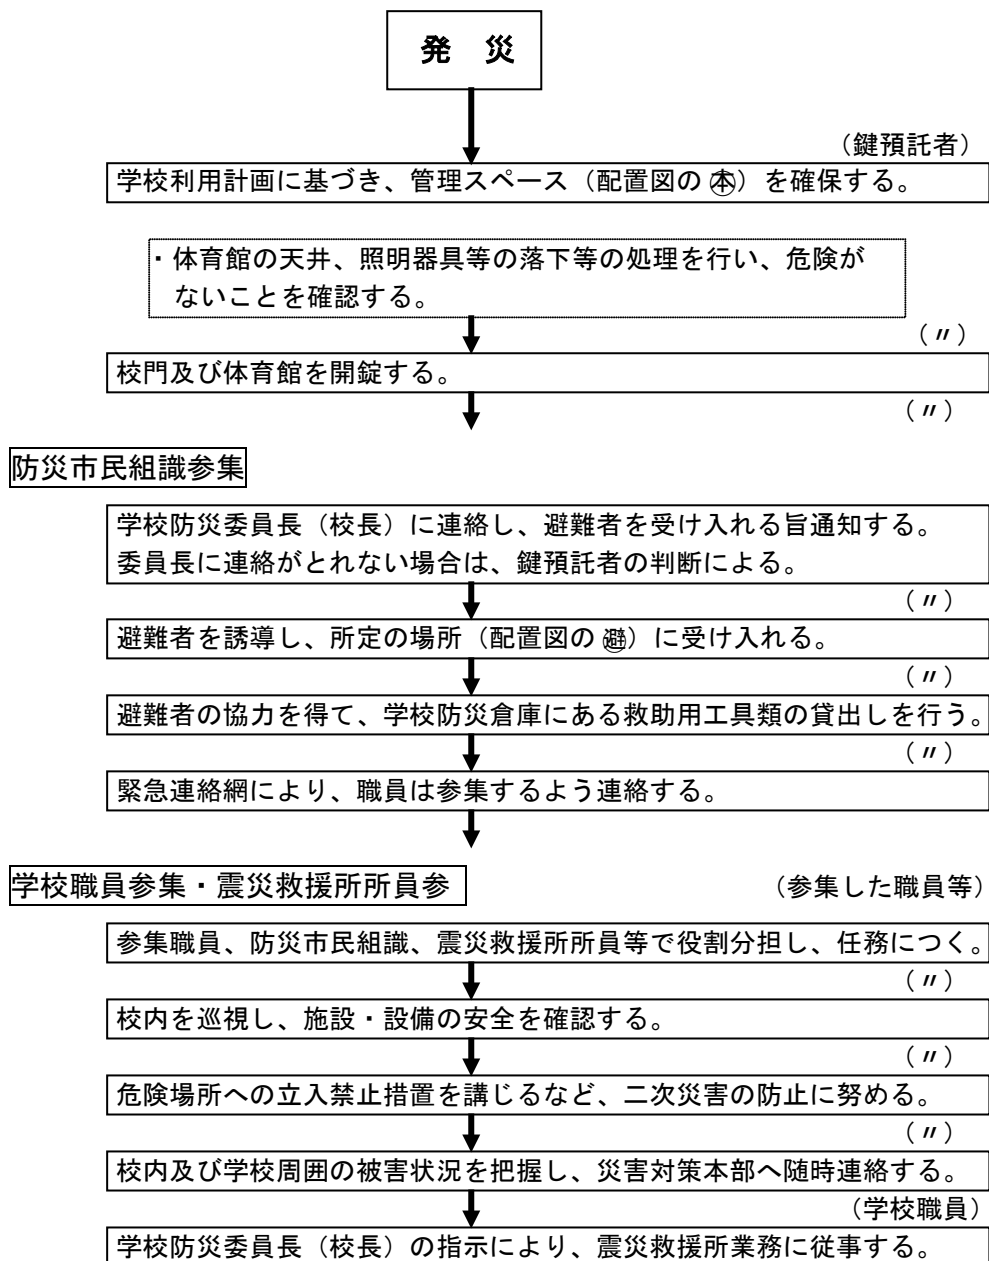 発　災
（鍵預託者）
学校利用計画に基づき、管理スペース（配置図の㊍）を確保する。
・体育館の天井、照明器具等の落下等の処理を行い、危険が
ないことを確認する。
（〃）
校門及び体育館を開錠する。
（〃）
防災市民組識参集
学校防災委員長（校長）に連絡し、避難者を受け入れる旨通知する。
委員長に連絡がとれない場合は、鍵預託者の判断による。
（〃）
避難者を誘導し、所定の場所（配置図の避）に受け入れる。
（〃）
避難者の協力を得て、学校防災倉庫にある救助用工具類の貸出しを行う。
（〃）
緊急連絡網により、職員は参集するよう連絡する。
学校職員参集・震災救援所所員参
（参集した職員等）
参集職員、防災市民組識、震災救援所所員等で役割分担し、任務につく。
（〃）
校内を巡視し、施設・設備の安全を確認する。
（〃）
危険場所への立入禁止措置を講じるなど、二次災害の防止に努める。
（〃）
校内及び学校周囲の被害状況を把握し、災害対策本部へ随時連絡する。
（学校職員）
学校防災委員長（校長）の指示により、震災救援所業務に従事する。